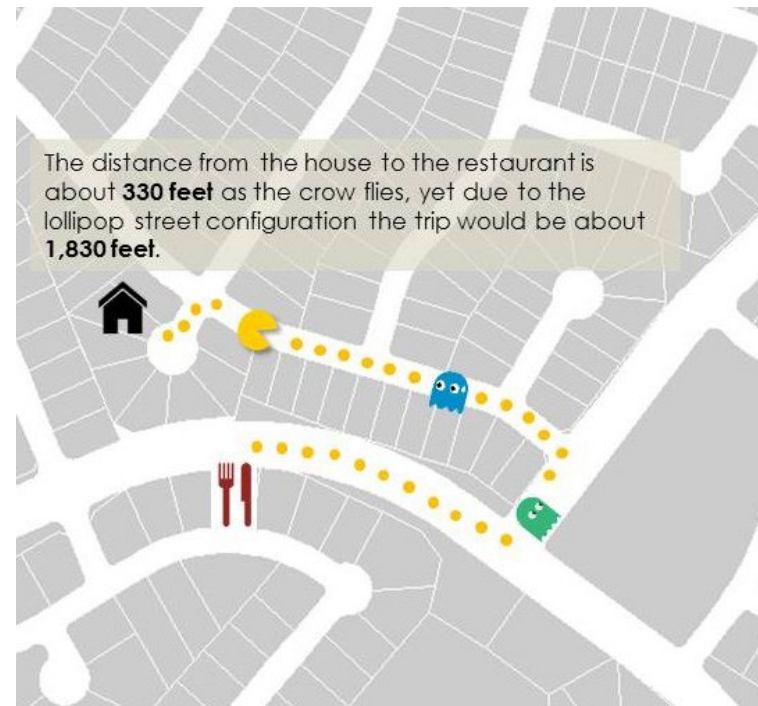 The distance from the house to the restaurant is
about 330 feet as the crow flies, yet due to the
lollipop street configuration the trip would be about
1,830 feet.